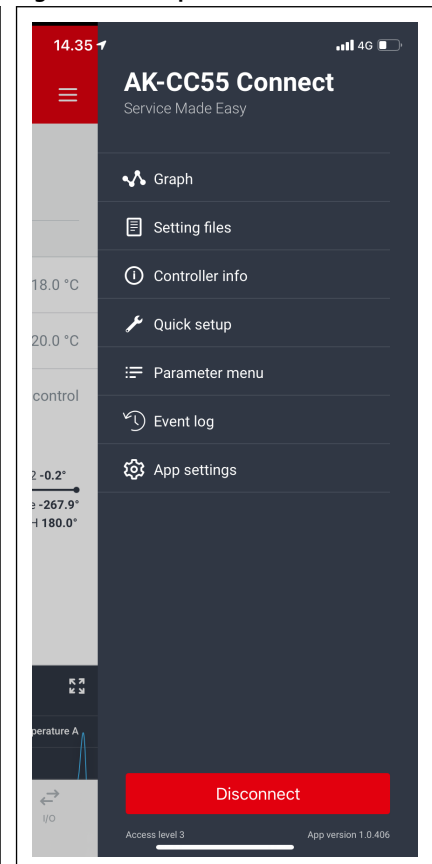 14.35
4G
AK-CC55 Connect
Service Made Easy
Graph
Setting files
18.0 °C
Controller info
Quick setup
20.0 °C
Parameter menu
control
Event log
App settings
2 -0.2°
e -267.9°
H 180.0°
perature A
I/O
Disconnect
Access level 3
App version 1.0.406